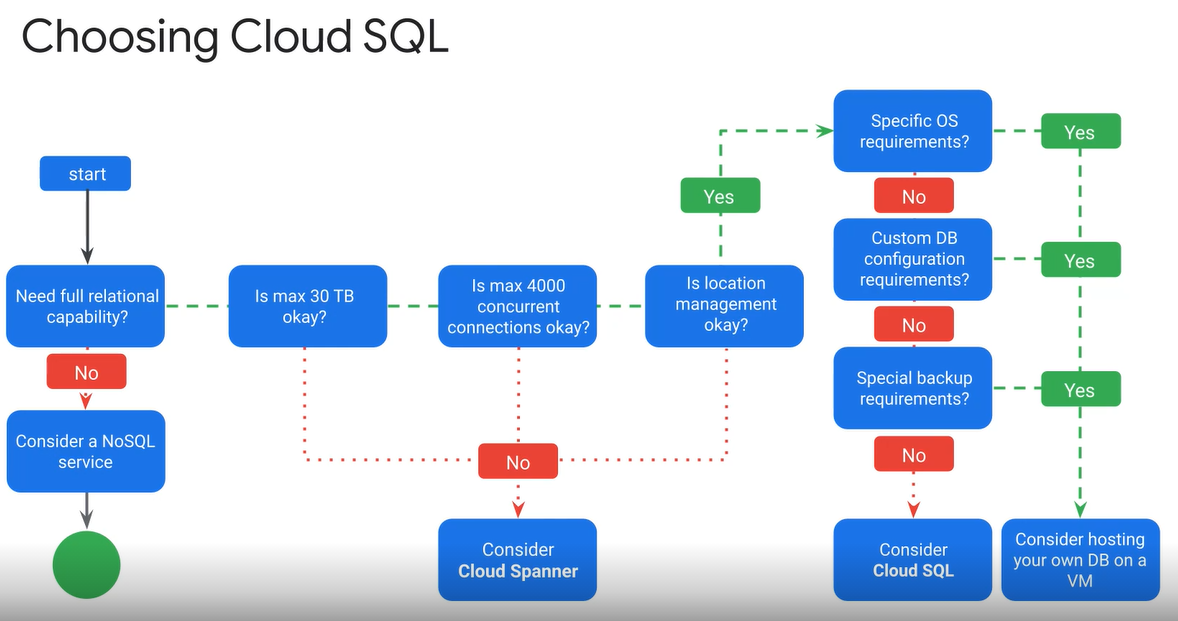 Choosing Cloud SQL
start
Need full relational
capability?
No
Consider a NoSQL
service
Is max 30 TB
okay?
Is max 4000
concurrent
connections okay?
Is location
management
okay?
No
Consider
Cloud Spanner
Yes
Specific OS
requirements?
Yes
No
Custom DB
configuration
requirements?
Yes
No
Special backup
requirements?
Yes
No
Consider
Cloud SQL
Consider hosting
your own DB on a
VM